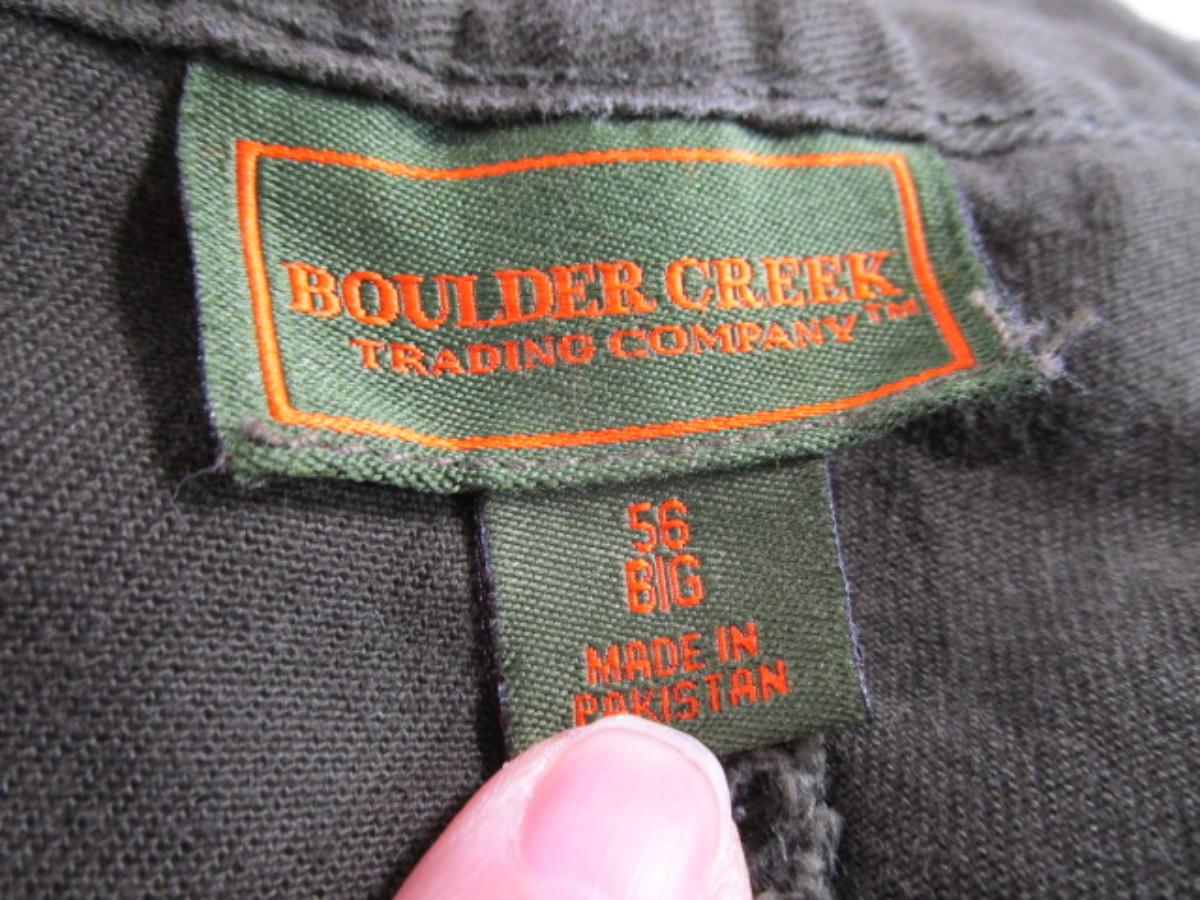 BOULDER CREEK
TRADING COMPANY™
56
BIG
MADE IN
PAKISTAN